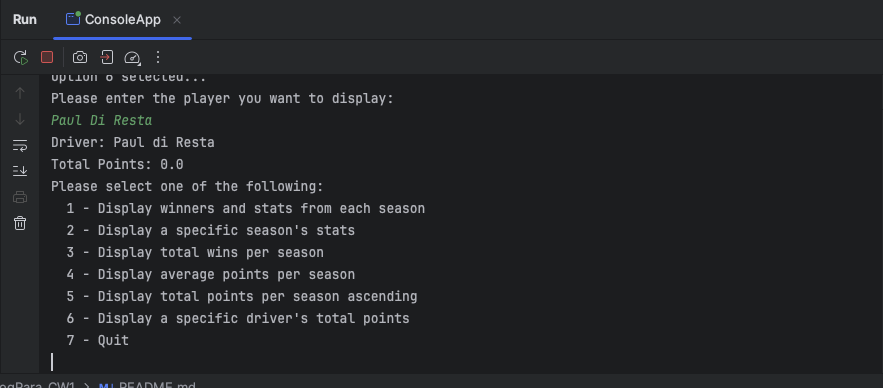 Run ConsoleApp
Option 6 selected...
Please enter the player you want to display:
Paul Di Resta
Driver: Paul di Resta
Total Points: 0.0
Please select one of the following:
1 - Display winners and stats from each season
2 - Display a specific season's stats
3 - Display total wins per season
4 - Display average points per season
5 - Display total points per season ascending
6 - Display a specific driver's total points
7 - Quit
README.md